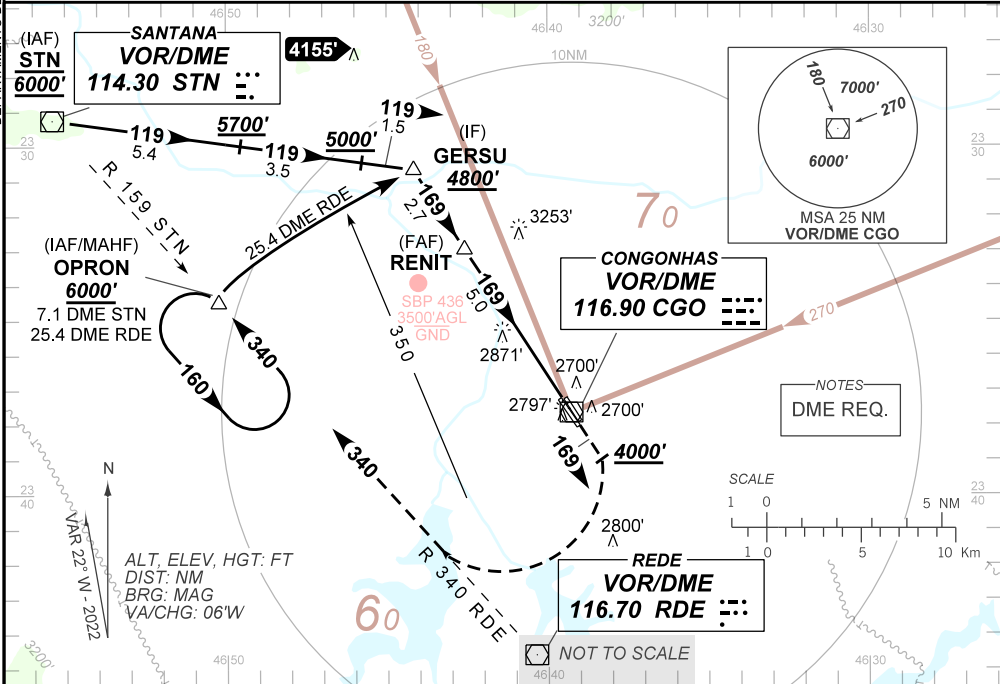 46 50
46 40
3200'
(IAF)
STN
6000'
SANTANA
VOR/DME
114.30 STN
4155'
180
10NM
180
7000'
270
6000'
MSA 25 NM
VOR/DME CGO
23
30
23
30
119
5.4
5700'
119
3.5
5000'
119
1.5
(IF)
GERSU
4800'
169
2.7
3253'
70
R 159 STN
25.4 DME RDE
(IAF/MAHF)
OPRON
6000'
7.1 DME STN
25.4 DME RDE
(FAF)
RENIT
SBP 436
3500'AGL
GND
169
5.0
2871'
350
CONGONHAS
VOR/DME
116.90 CGO
270
340
160
2700'
2797'
2700'
NOTES
DME REQ.
169
4000'
340
23
40
23
40
SCALE
1 0 5 NM
1 0 5 10 Km
N
VAR 22° W - 2022
ALT, ELEV, HGT: FT
DIST: NM
BRG: MAG
VA/CHG: 06'W
2800'
R 340 RDE
REDE
VOR/DME
116.70 RDE
60
NOT TO SCALE
3200'
46 50
46 40
46 30